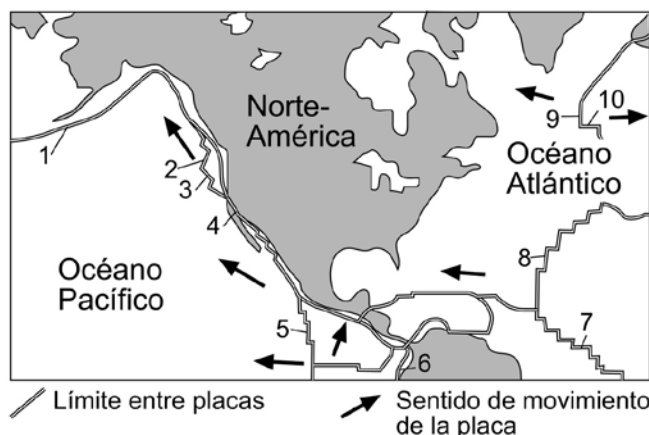 Norte-
América
Océano
Atlántico
Océano
Pacífico
1
2
3
4
5
6
7
8
9
10
Límite entre placas
Sentido de movimiento
de la placa